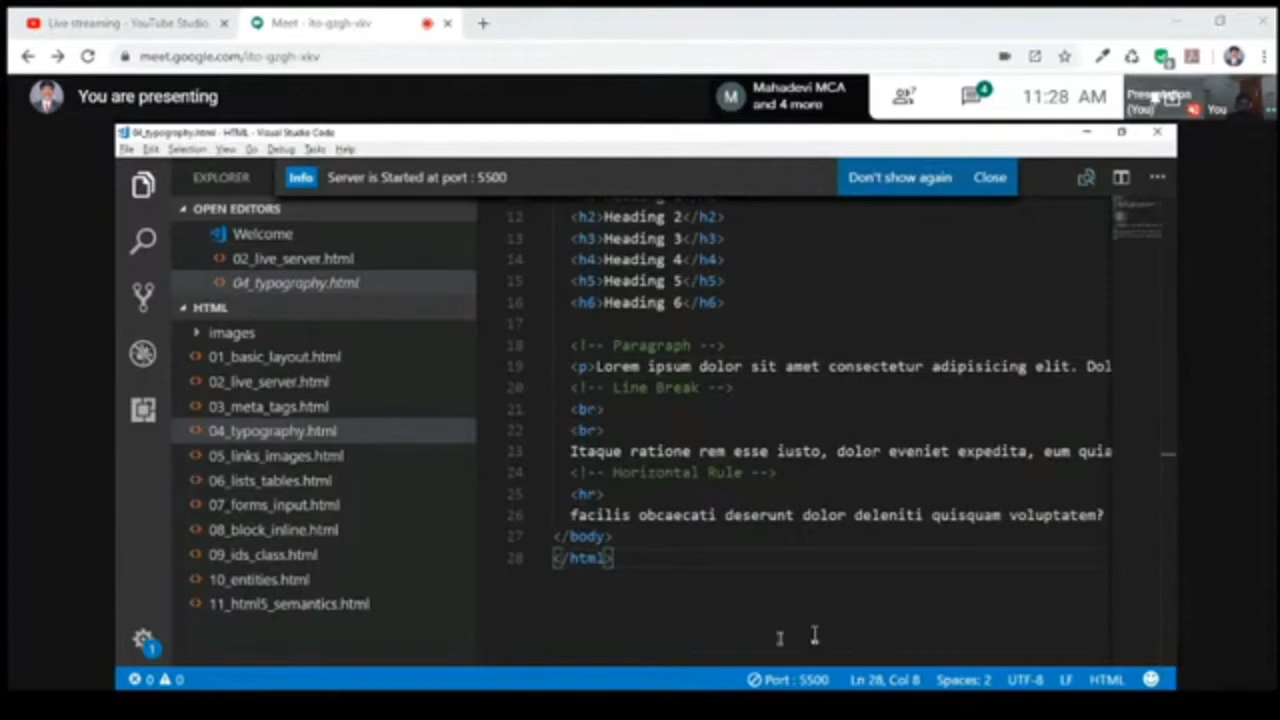 Live streaming - YouTube Studio
Meet - ito-gzgh-xkv
meet.google.com/ito-gzgh-xkv
You are presenting
M
Mahadevi MCA
and 4 more
7
4
11:28 AM
Presentation
(You)
You
04_typography.html - HTML - Visual Studio Code
File Edit Selection View Go Debug Tasks Help
EXPLORER
Info Server is Started at port : 5500
Don't show again Close
OPEN EDITORS
Welcome
02_live_server.html
04_typography.html
HTML
images
01_basic_layout.html
02_live_server.html
03_meta_tags.html
04_typography.html
05_links_images.html
06_lists_tables.html
07_forms_input.html
08_block_inline.html
09_ids_class.html
10_entities.html
11_html5_semantics.html
1
12 <h2>Heading 2</h2>
13 <h3>Heading 3</h3>
14 <h4>Heading 4</h4>
15 <h5>Heading 5</h5>
16 <h6>Heading 6</h6>
17
18 <!-- Paragraph -->
19 <p>Lorem ipsum dolor sit amet consectetur adipisicing elit. Dol
20 <!-- Line Break -->
21 <br>
22 <br>
23 Itaque ratione rem esse iusto, dolor eveniet expedita, eum quia
24 <!-- Horizontal Rule -->
25 <hr>
26 facilis obcaecati deserunt dolor deleniti quisquam voluptatem?
27 </body>
28 </html>
0 0
Port : 5500 Ln 28, Col 8 Spaces: 2 UTF-8 LF HTML